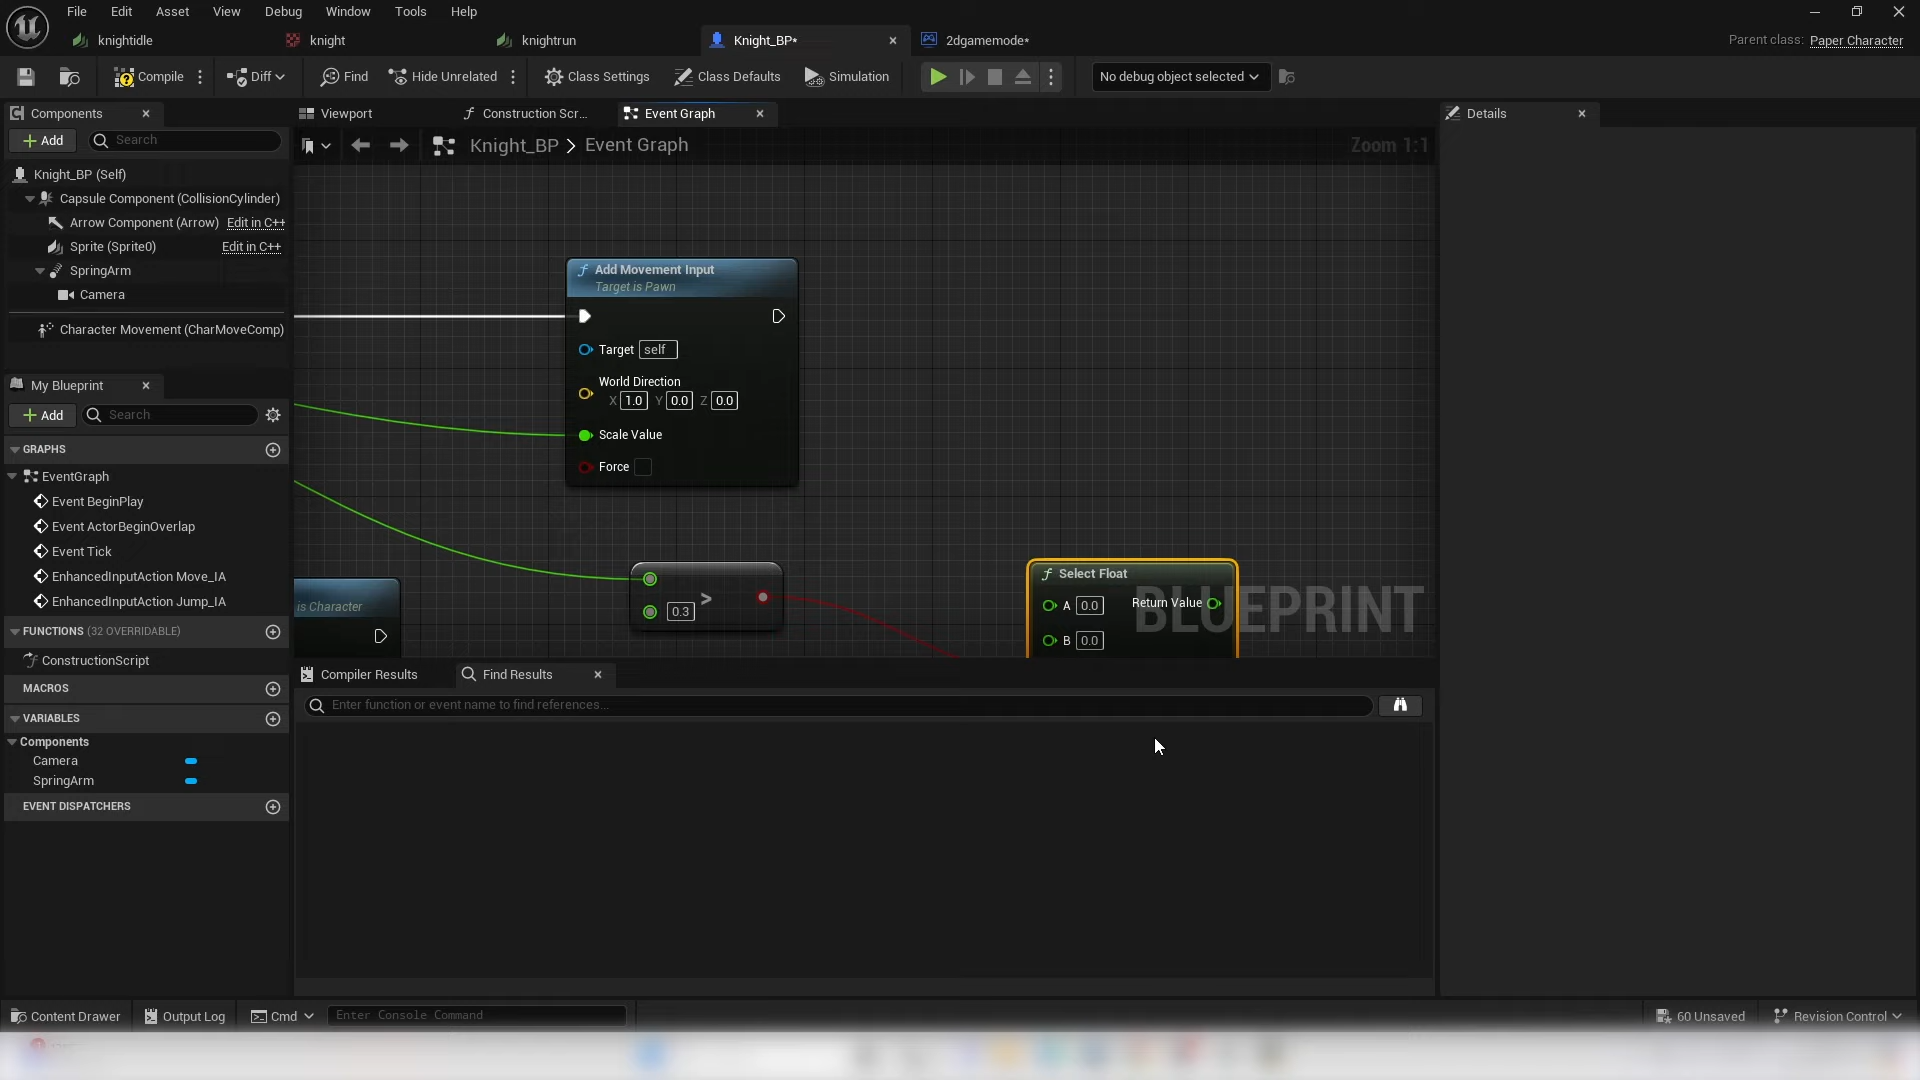 File Edit Asset View Debug Window Tools Help
knightidle knight knightrun Knight_BP* 2dgamemode* Parent class: Paper Character
Compile Diff Find Hide Unrelated Class Settings Class Defaults Simulation No debug object selected
Components Viewport Construction Scr... Event Graph Details
Add Search Knight_BP > Event Graph Zoom 1:1
Knight_BP (Self)
Capsule Component (CollisionCylinder)
Arrow Component (Arrow) Edit in C++
Sprite (Sprite0) Edit in C++
SpringArm
Camera
Character Movement (CharMoveComp)
My Blueprint
Add Search
GRAPHS
EventGraph
Event BeginPlay
Event ActorBeginOverlap
Event Tick
EnhancedInputAction Move_IA
EnhancedInputAction Jump_IA
FUNCTIONS (32 OVERRIDABLE)
ConstructionScript
MACROS
VARIABLES
Components
Camera
SpringArm
EVENT DISPATCHERS
Add Movement Input
Target is Pawn
Target self
World Direction
X 1.0 Y 0.0 Z 0.0
Scale Value
Force
is Character
>
0.3
Select Float
A 0.0 Return Value
B 0.0
BLUEPRINT
Compiler Results Find Results
Enter function or event name to find references...
Content Drawer Output Log Cmd Enter Console Command 60 Unsaved Revision Control